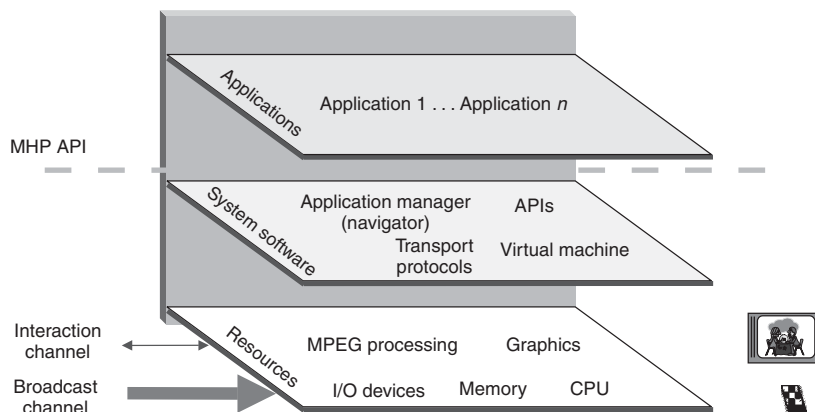 Applications
Application 1 . . . Application n
MHP API
System software
Application manager
(navigator)
APIs
Transport
protocols
Virtual machine
Interaction
channel
Resources
MPEG processing
Graphics
Broadcast
channel
I/O devices
Memory
CPU